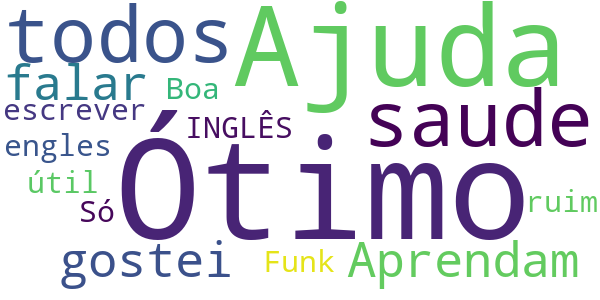 todos Ajuda
falar Boa saude
escrever INGLÊS
engles Ótimo
útil
Só ruim
gostei Funk Aprendam